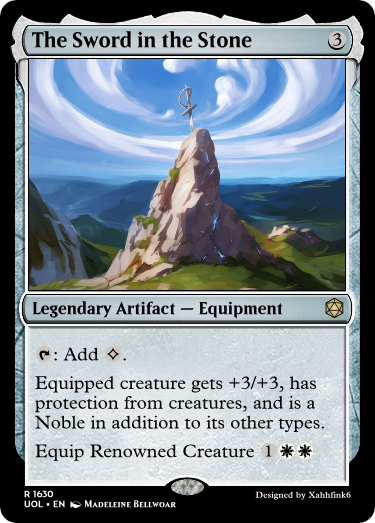 The Sword in the Stone 3
Legendary Artifact — Equipment
: Add .
Equipped creature gets +3/+3, has
protection from creatures, and is a
Noble in addition to its other types.
Equip Renowned Creature 1
R 1630
UOL • EN Madeleine Bellwoar
Designed by Xahhfink6